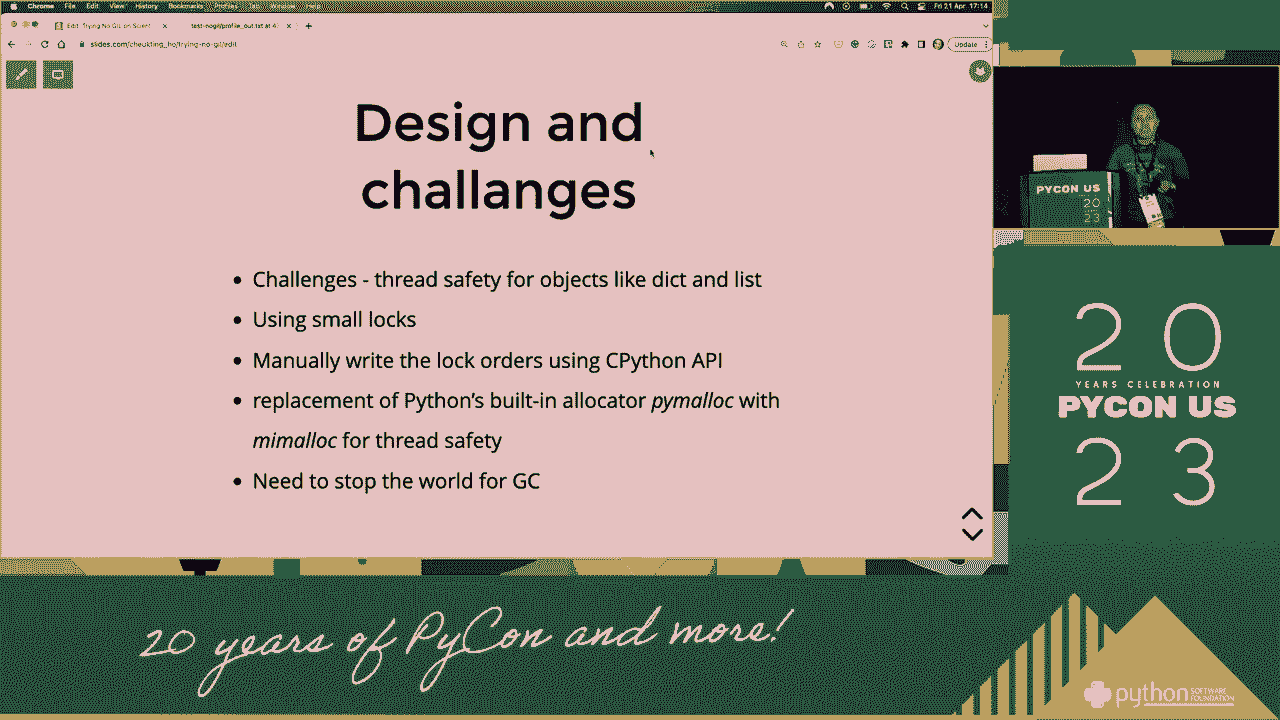 Chrome File Edit View History Bookmarks Profiles Tab Window Help
Fri 21 Apr 17:14
Edit: Trying No GIL on Scient
test-nogil/profile_out.txt at 4
slides.com/cheukting_ho/trying-no-gil/edit
Update
Design and
challanges
Challenges - thread safety for objects like dict and list
Using small locks
Manually write the lock orders using CPython API
replacement of Python's built-in allocator pymalloc with
mimalloc for thread safety
Need to stop the world for GC
PYCON US
20
23
20
YEARS CELEBRATION
PYCON US
23
20 years of PyCon and more!
python SOFTWARE
FOUNDATION